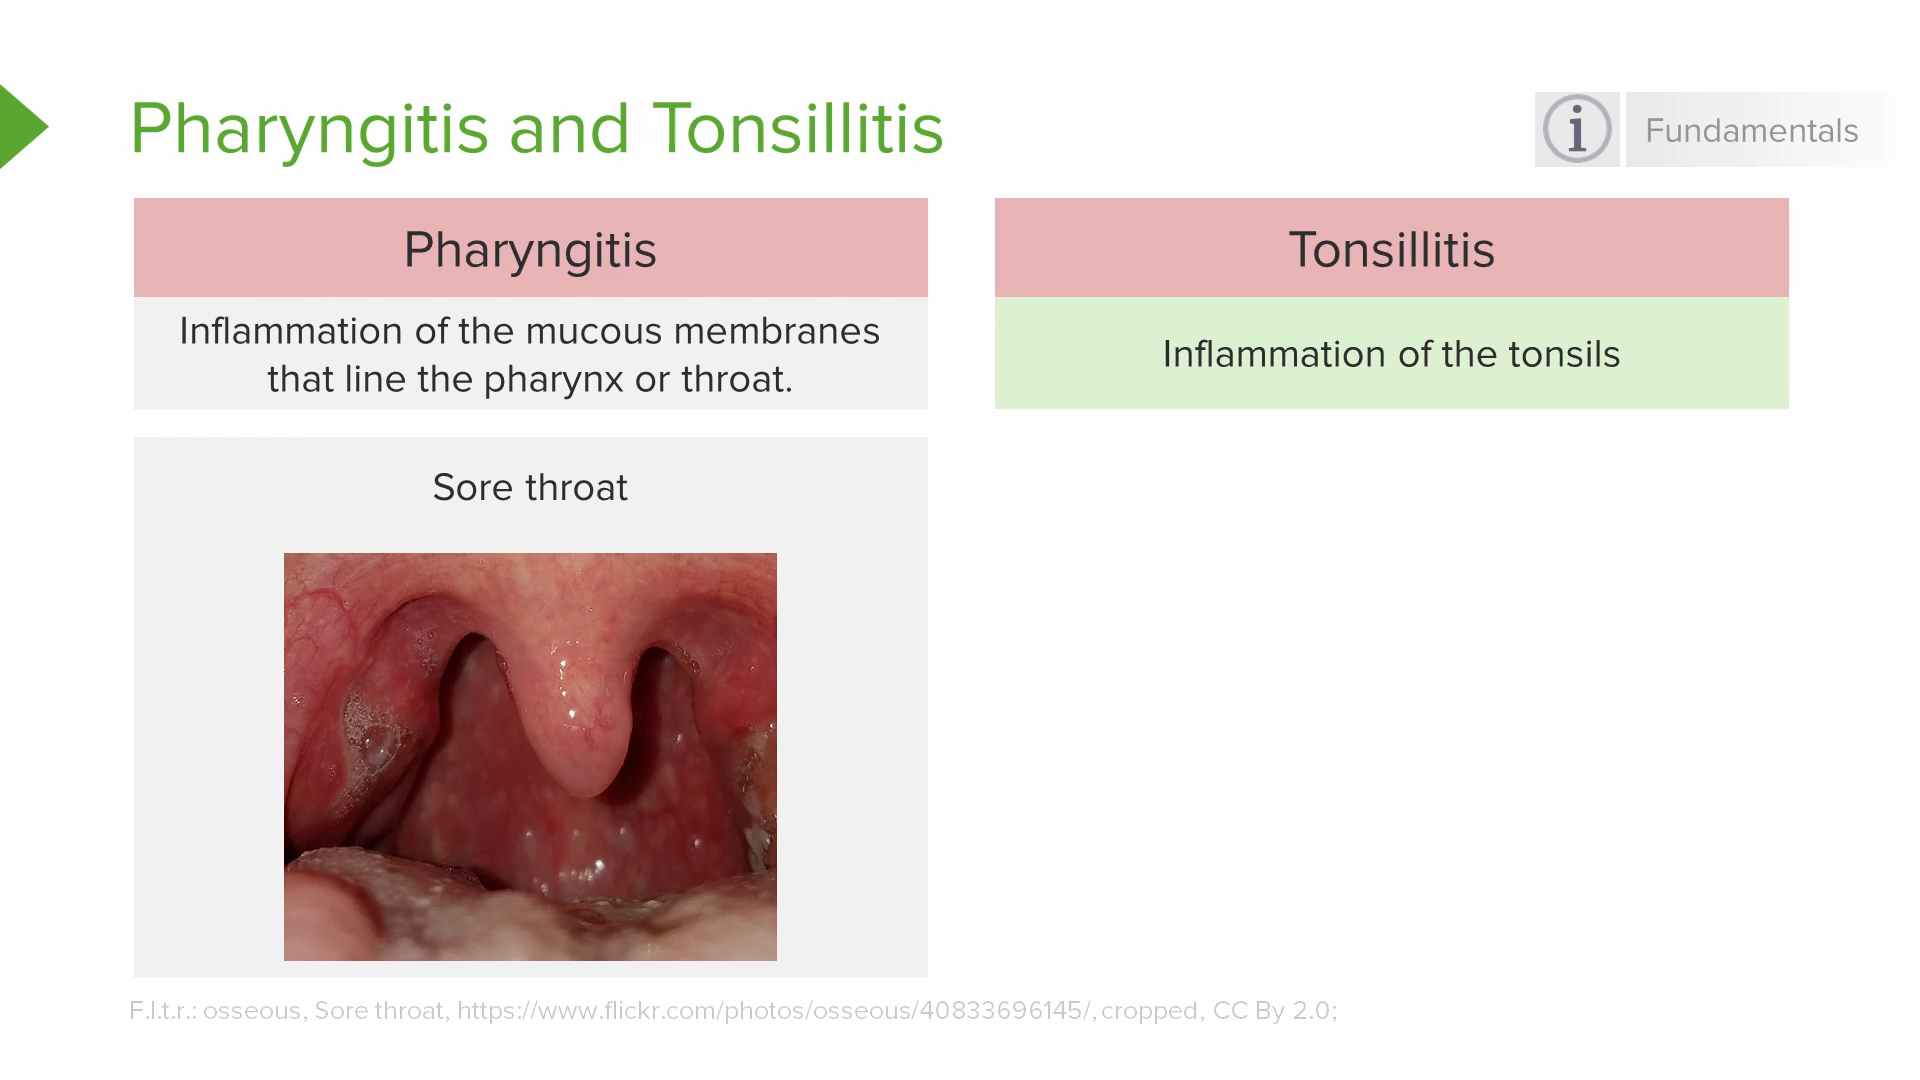 Pharyngitis and Tonsillitis
i
Fundamentals
Pharyngitis
Inflammation of the mucous membranes
that line the pharynx or throat.
Sore throat
Tonsillitis
Inflammation of the tonsils
F.l.t.r.: osseous, Sore throat, https://www.flickr.com/photos/osseous/40833696145/, cropped, CC By 2.0;